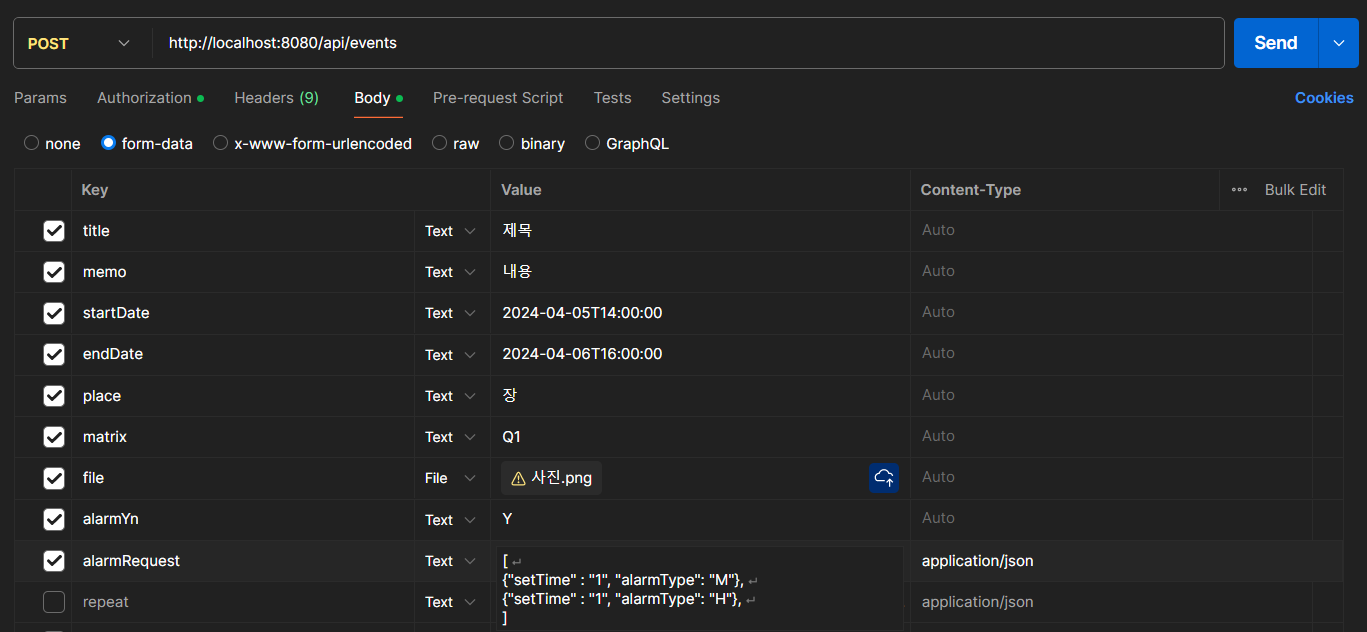 POST http://localhost:8080/api/events Send
Params Authorization Headers (9) Body Pre-request Script Tests Settings Cookies
none form-data x-www-form-urlencoded raw binary GraphQL
Key Value Content-Type ••• Bulk Edit
title Text 제목 Auto
memo Text 내용 Auto
startDate Text 2024-04-05T14:00:00 Auto
endDate Text 2024-04-06T16:00:00 Auto
place Text 장 Auto
matrix Text Q1 Auto
file File 사진.png Auto
alarmYn Text Y Auto
alarmRequest Text [ ↵ application/json
{"setTime" : "1", "alarmType": "M"}, ↵
{"setTime" : "1", "alarmType": "H"}, ↵
repeat Text application/json
]